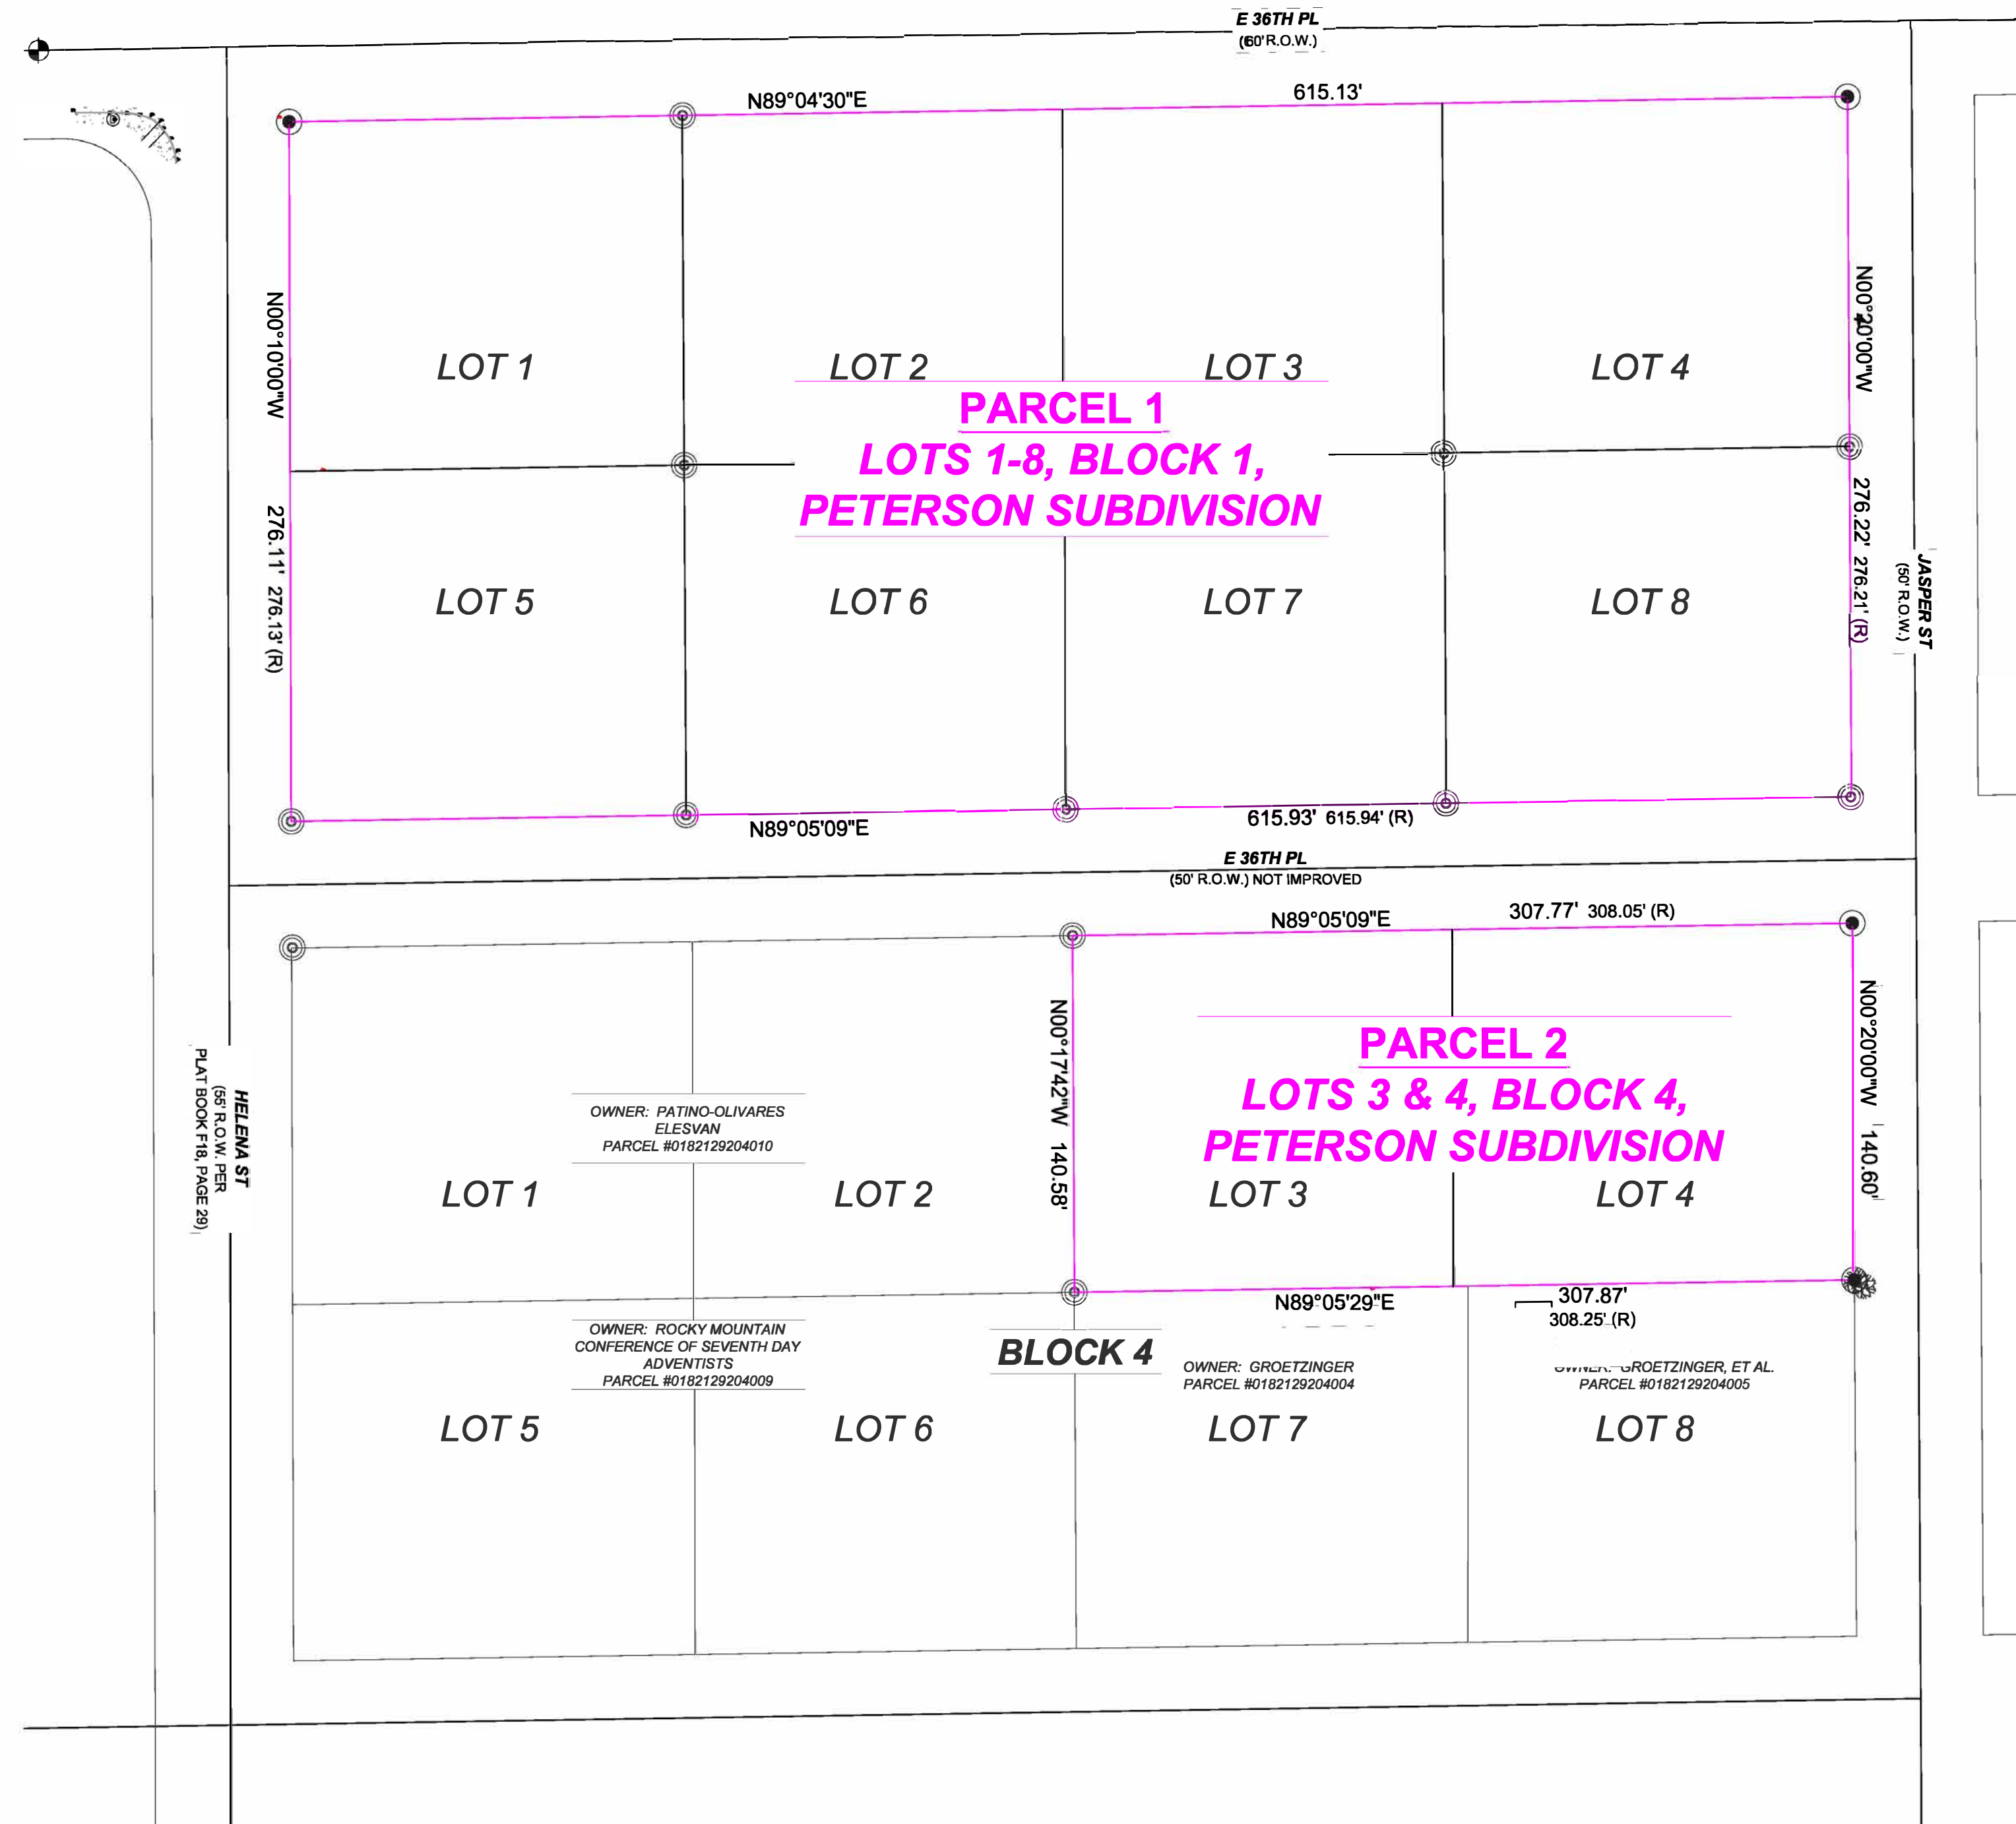 E 36TH PL
(60' R.O.W.)
N89°04'30"E
615.13'
N00°10'00"W
276.11' 276.13' (R)
N00°20'00"W
276.22' 276.21' (R)
LOT 1
LOT 2
LOT 3
LOT 4
PARCEL 1
LOTS 1-8, BLOCK 1,
PETERSON SUBDIVISION
LOT 5
LOT 6
LOT 7
LOT 8
JASPER ST
(50' R.O.W.)
N89°05'09"E
615.93' 615.94' (R)
E 36TH PL
(50' R.O.W.) NOT IMPROVED
N89°05'09"E
307.77' 308.05' (R)
N00°17'42"W 140.58'
N00°20'00"W 140.60'
PARCEL 2
LOTS 3 & 4, BLOCK 4,
PETERSON SUBDIVISION
HELENA ST
(55' R.O.W. PER
PLAT BOOK F18, PAGE 29)
OWNER: PATINO-OLIVARES
ELESVAN
PARCEL #0182129204010
LOT 1
LOT 2
LOT 3
LOT 4
N89°05'29"E
307.87'
308.25' (R)
OWNER: ROCKY MOUNTAIN
CONFERENCE OF SEVENTH DAY
ADVENTISTS
PARCEL #0182129204009
BLOCK 4
OWNER: GROETZINGER
PARCEL #0182129204004
OWNER: GROETZINGER, ET AL.
PARCEL #0182129204005
LOT 5
LOT 6
LOT 7
LOT 8